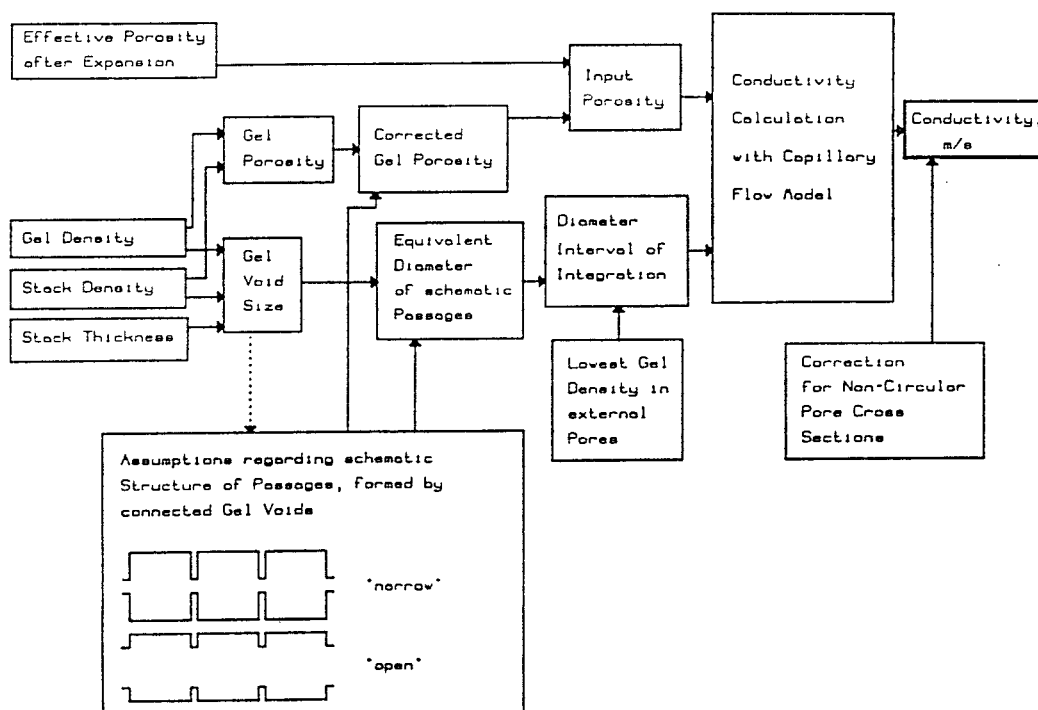 Effective Porosity
after Expansion
Input
Porosity
Conductivity
Calculation
with Capillary
Flow Model
Conductivity,
m/s
Gel
Porosity
Corrected
Gel Porosity
Gel Density
Stack Density
Stack Thickness
Gel
Void
Size
Equivalent
Diameter
of schematic
Passages
Diameter
Interval of
Integration
Lowest Gel
Density in
external
Pores
Correction
for Non-Circular
Pore Cross
Sections
Assumptions regarding schematic
Structure of Passages, formed by
connected Gel Voids
"narrow"
"open"